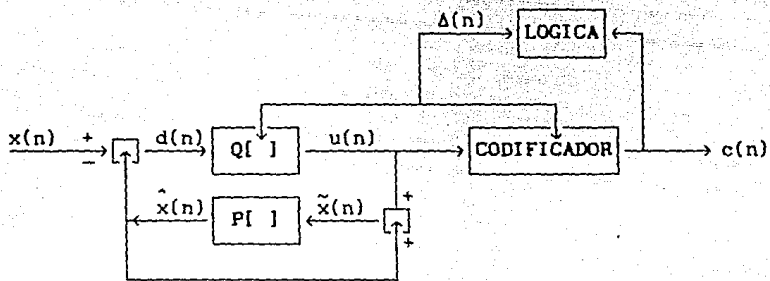 Δ(n) LOGICA
x(n) + − d(n) Q[ ] u(n) CODIFICADOR c(n)
x̂(n) P[ ] x̃(n) +
+